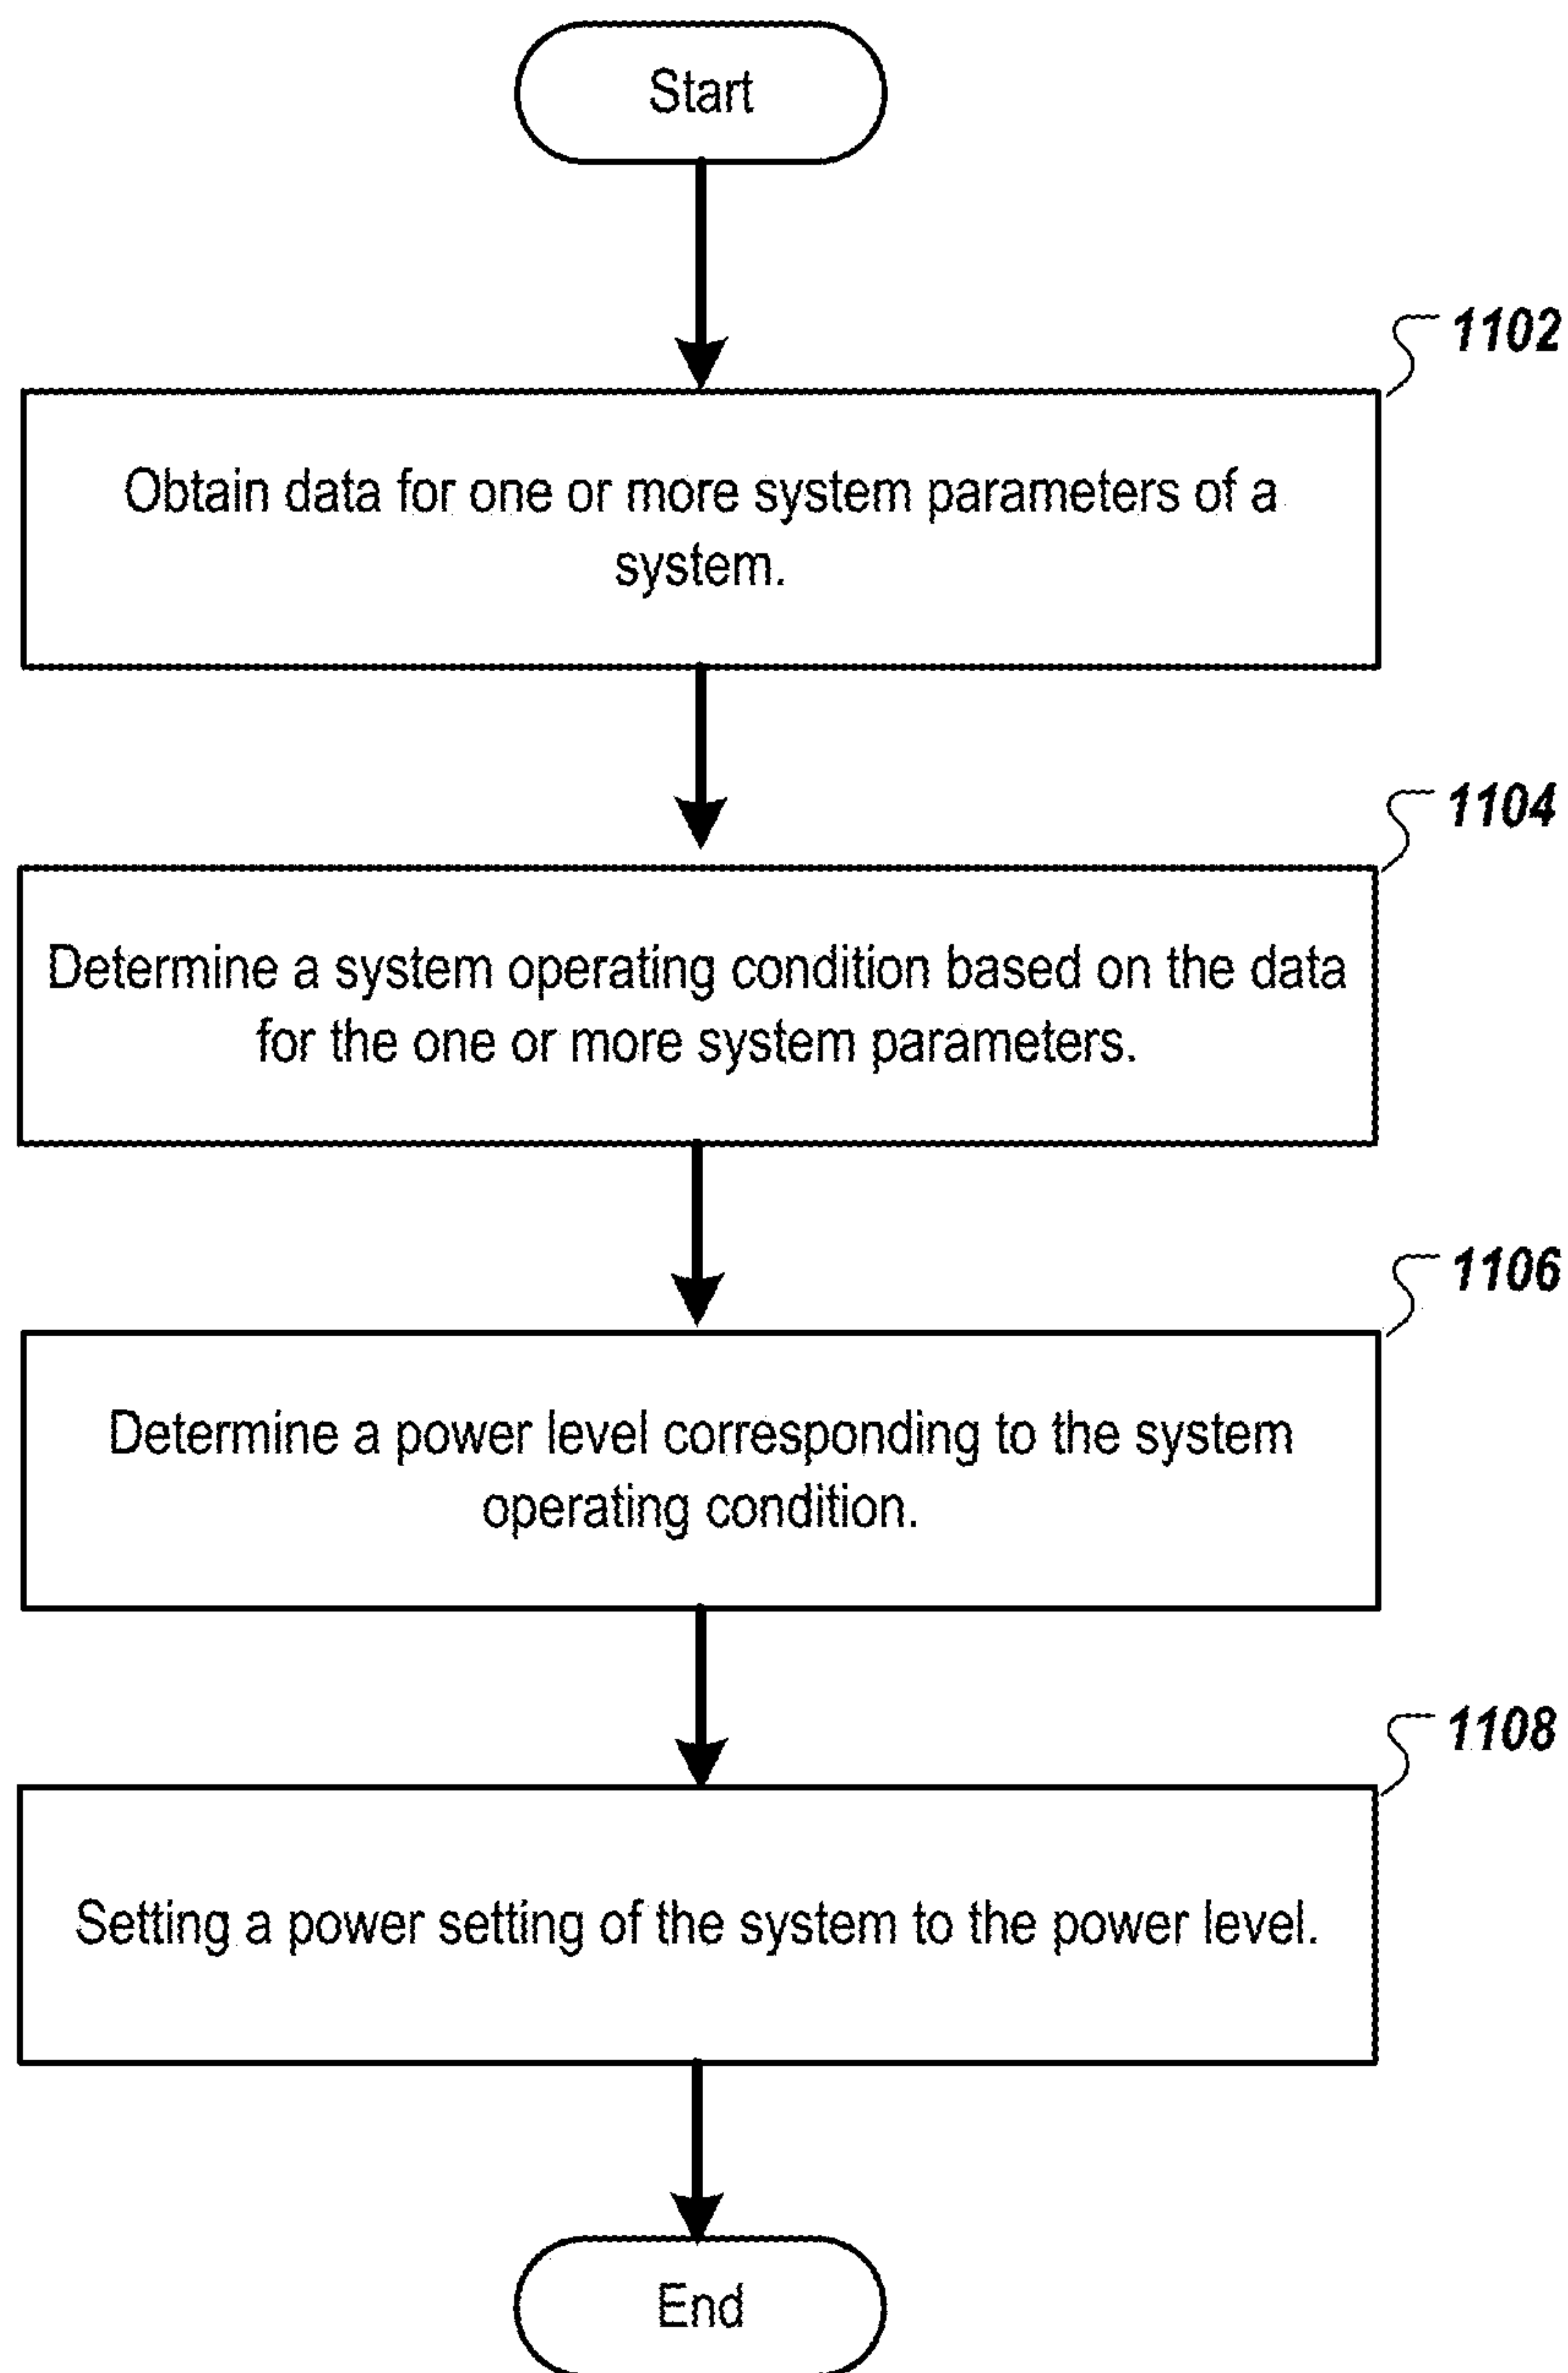 Start
1102
Obtain data for one or more system parameters of a
system.
1104
Determine a system operating condition based on the data
for the one or more system parameters.
1106
Determine a power level corresponding to the system
operating condition.
1108
Setting a power setting of the system to the power level.
End